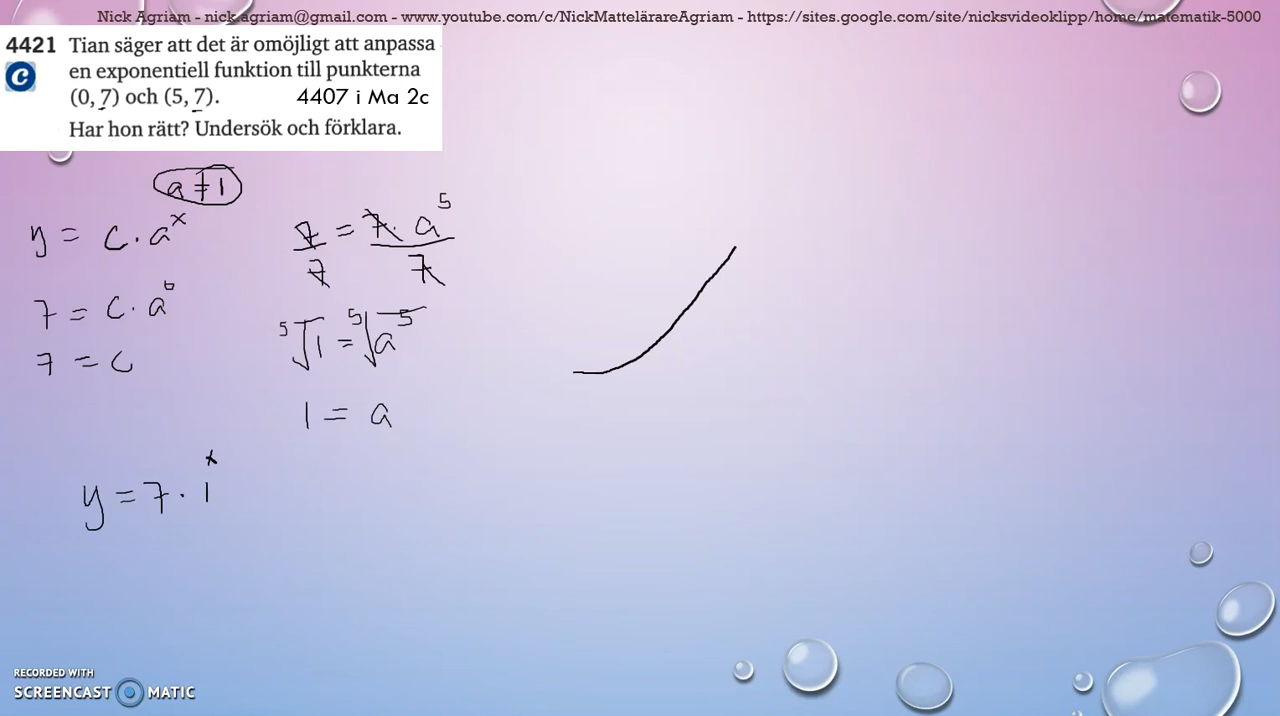 Nick Agriam - nick.agriam@gmail.com - www.youtube.com/c/NickMattelärareAgriam - https://sites.google.com/site/nicksvideoklipp/home/matematik-5000
4421 Tian säger att det är omöjligt att anpassa
C en exponentiell funktion till punkterna
(0, 7) och (5, 7). 4407 i Ma 2c
Har hon rätt? Undersök och förklara.
a ≠ 1
y = C · a^x
7 = C · a^0
7 = C
7/7 = 7 · a^5/7
⁵√1 = ⁵√a^5
1 = a
y = 7 · 1^x
RECORDED WITH
SCREENCAST MATIC